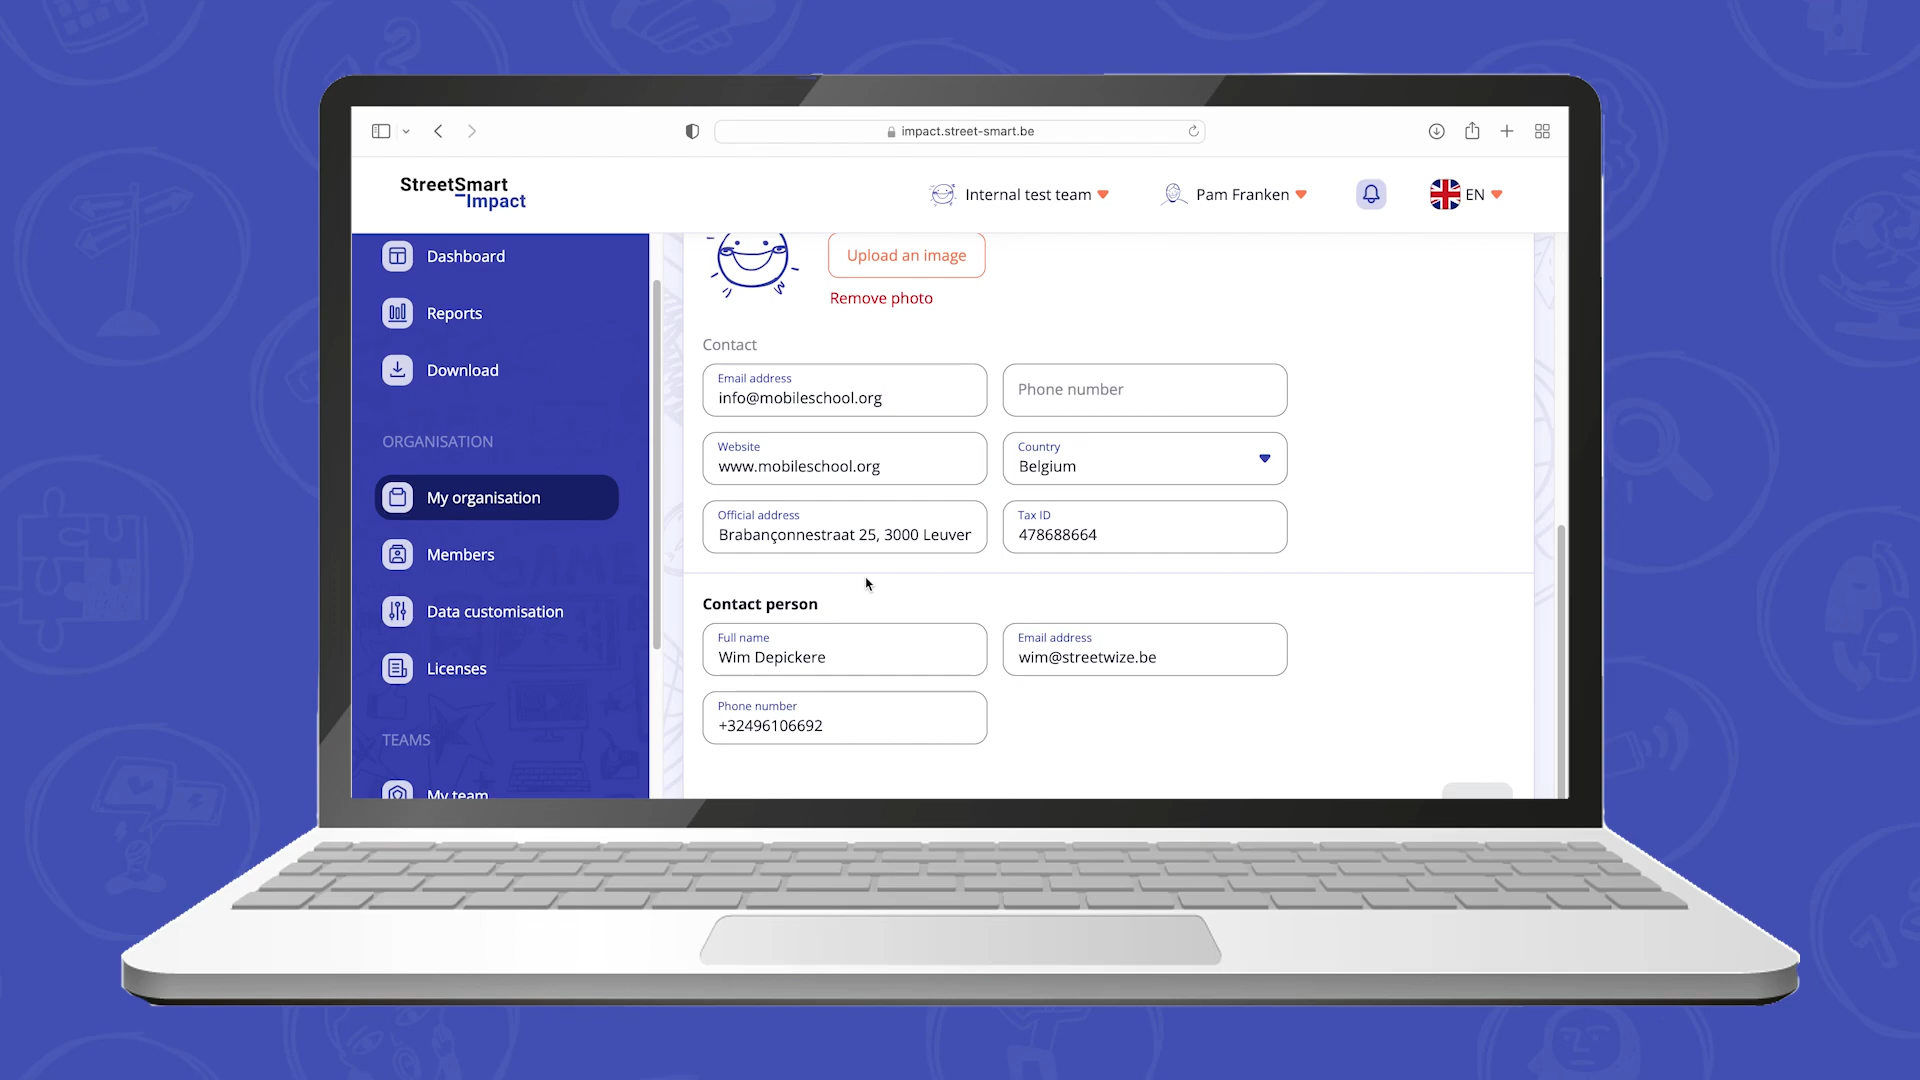 impact.street-smart.be
StreetSmart
Impact
Internal test team
Pam Franken
EN
Dashboard
Reports
Download
ORGANISATION
My organisation
Members
Data customisation
Licenses
TEAMS
My team
Upload an image
Remove photo
Contact
Email address
info@mobileschool.org
Phone number
Website
www.mobileschool.org
Country
Belgium
Official address
Brabançonnestraat 25, 3000 Leuver
Tax ID
478688664
Contact person
Full name
Wim Depickere
Email address
wim@streetwize.be
Phone number
+32496106692